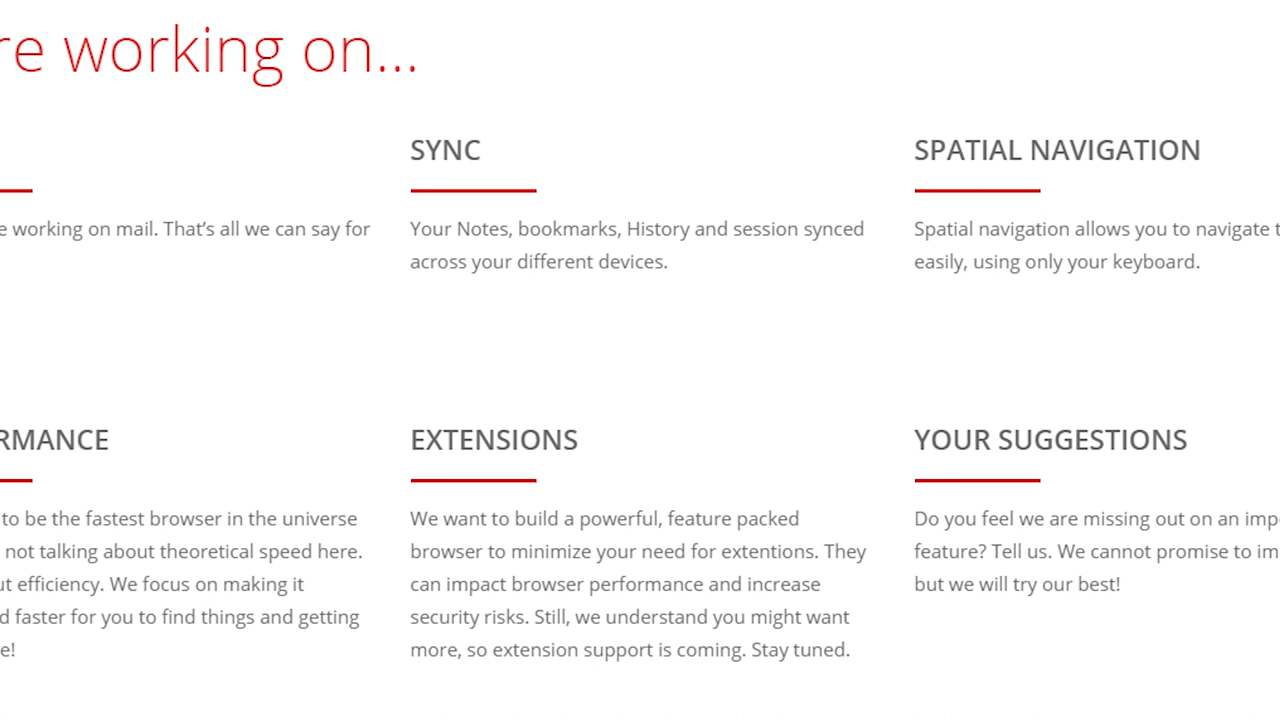 re working on...
SYNC
SPATIAL NAVIGATION
e working on mail. That's all we can say for
Your Notes, bookmarks, History and session synced
across your different devices.
Spatial navigation allows you to navigate t
easily, using only your keyboard.
RMANCE
EXTENSIONS
YOUR SUGGESTIONS
to be the fastest browser in the universe
not talking about theoretical speed here.
ut efficiency. We focus on making it
d faster for you to find things and getting
e!
We want to build a powerful, feature packed
browser to minimize your need for extentions. They
can impact browser performance and increase
security risks. Still, we understand you might want
more, so extension support is coming. Stay tuned.
Do you feel we are missing out on an imp
feature? Tell us. We cannot promise to im
but we will try our best!